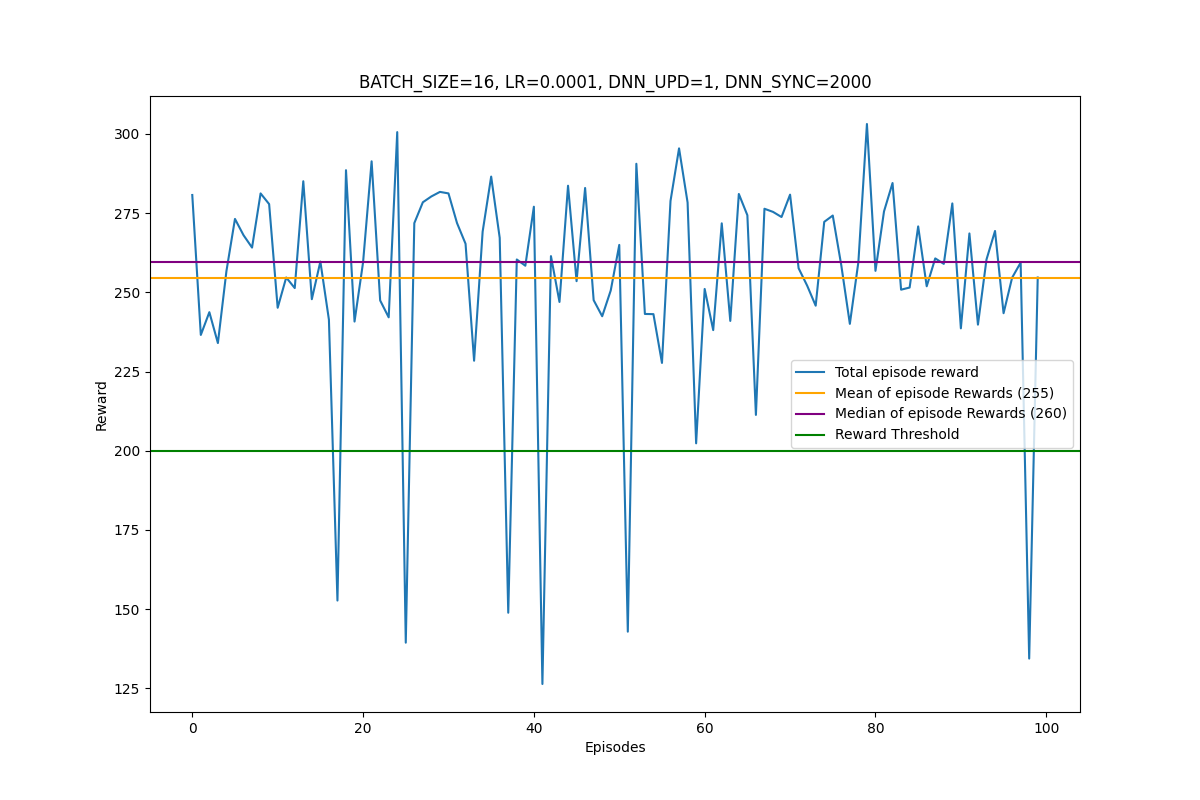 BATCH_SIZE=16, LR=0.0001, DNN_UPD=1, DNN_SYNC=2000
300
275
250
225
200
175
150
125
Reward
Total episode reward
Mean of episode Rewards (255)
Median of episode Rewards (260)
Reward Threshold
0 20 40 60 80 100
Episodes